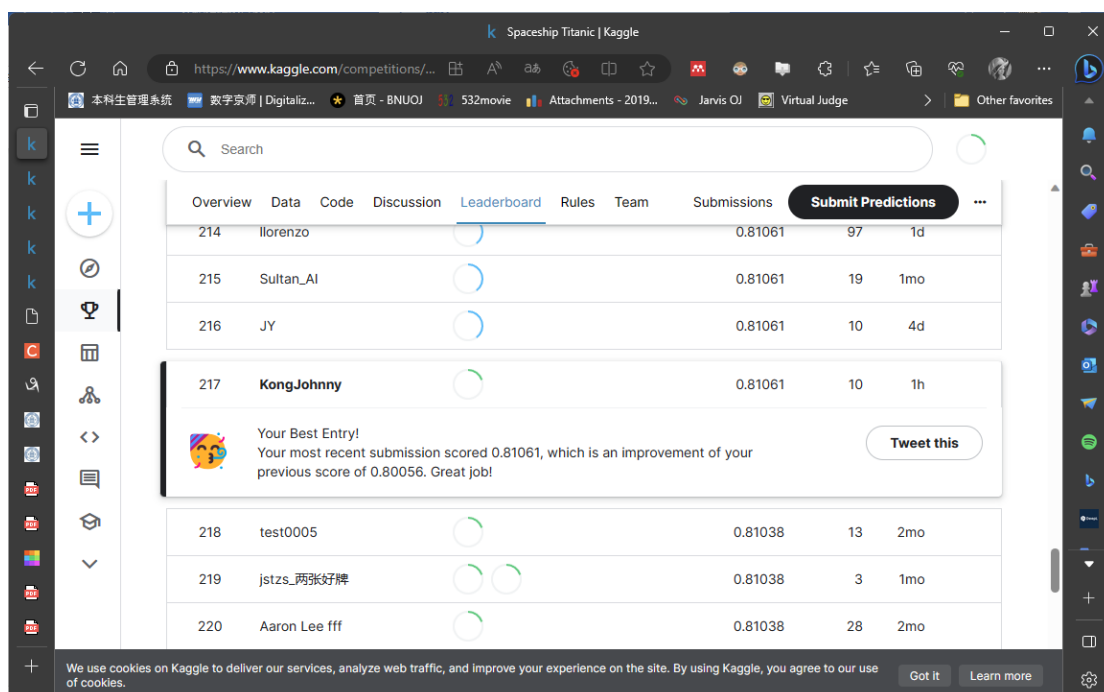 k Spaceship Titanic | Kaggle
https://www.kaggle.com/competitions/...
本科生管理系统 数字京师 | Digitaliz... 首页 - BNUOJ 532 532movie Attachments - 2019... Jarvis OJ Virtual Judge Other favorites
Search
Overview Data Code Discussion Leaderboard Rules Team Submissions Submit Predictions
214 llorenzo 0.81061 97 1d
215 Sultan_AI 0.81061 19 1mo
216 JY 0.81061 10 4d
217 KongJohnny 0.81061 10 1h
Your Best Entry!
Your most recent submission scored 0.81061, which is an improvement of your
previous score of 0.80056. Great job!
Tweet this
218 test0005 0.81038 13 2mo
219 jstzs_两张好牌 0.81038 3 1mo
220 Aaron Lee fff 0.81038 28 2mo
We use cookies on Kaggle to deliver our services, analyze web traffic, and improve your experience on the site. By using Kaggle, you agree to our use
of cookies.
Got it Learn more